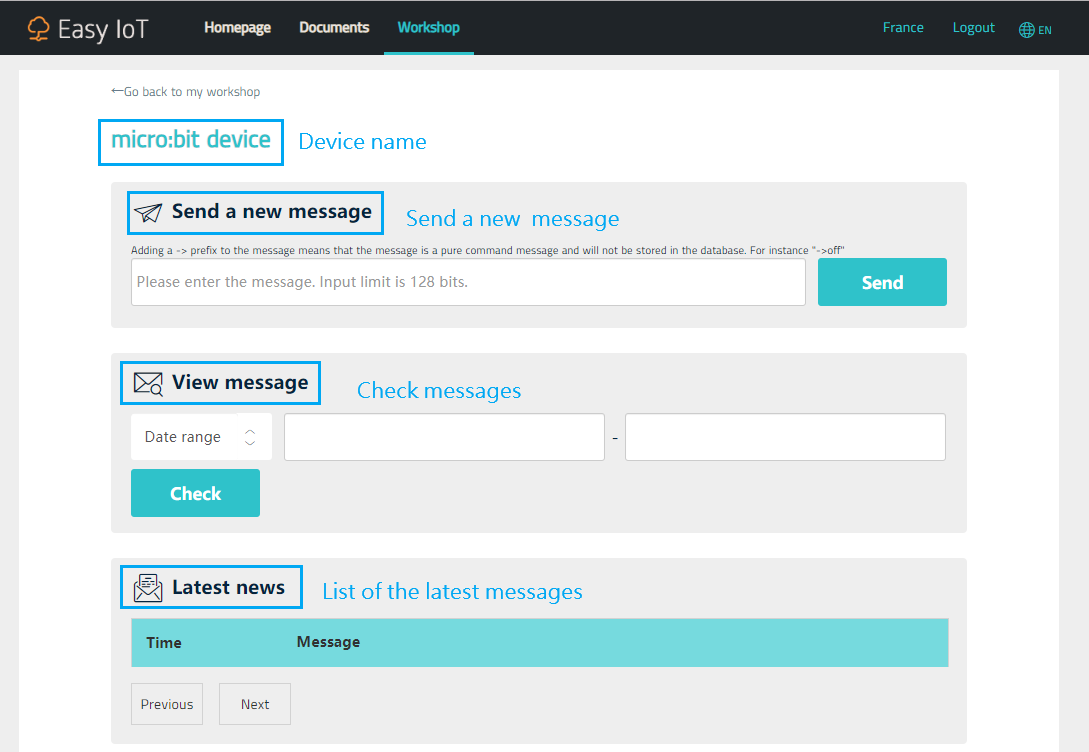 Easy IoT Homepage Documents Workshop France Logout EN
←Go back to my workshop
micro:bit device Device name
Send a new message Send a new message
Adding a -> prefix to the message means that the message is a pure command message and will not be stored in the database. For instance "->off"
Please enter the message. Input limit is 128 bits. Send
View message Check messages
Date range -
Check
Latest news List of the latest messages
Time Message
Previous Next